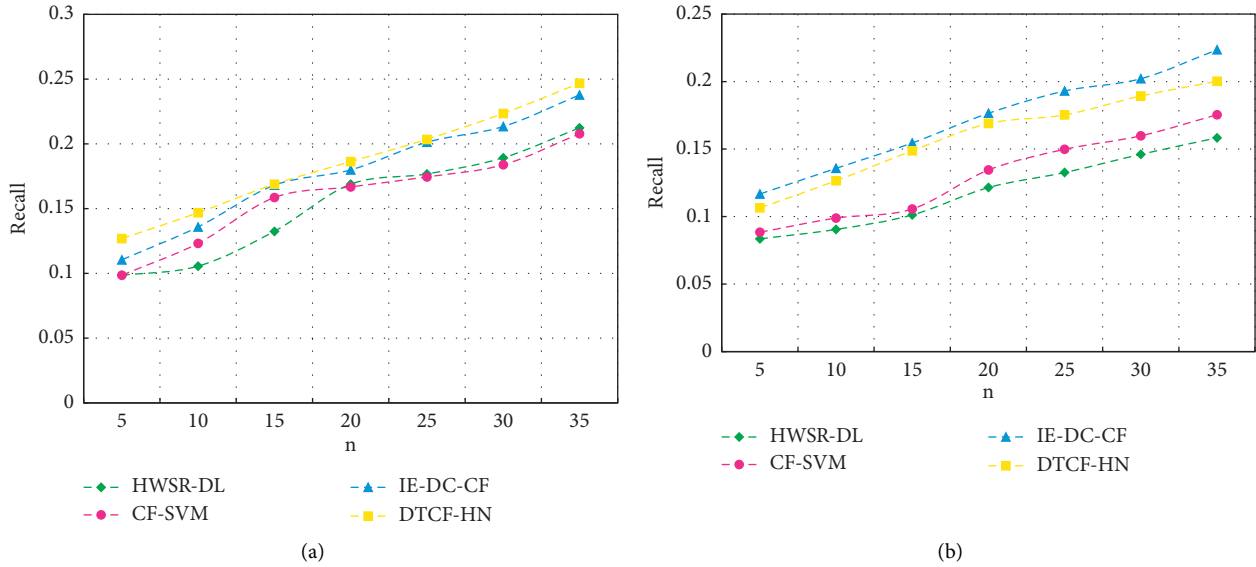 0.3
0.25
0.2
0.15
0.1
0.05
0
Recall
5 10 15 20 25 30 35
n
HWSR-DL IE-DC-CF
CF-SVM DTCF-HN
(a)
0.25
0.2
0.15
0.1
0.05
0
Recall
5 10 15 20 25 30 35
n
HWSR-DL IE-DC-CF
CF-SVM DTCF-HN
(b)